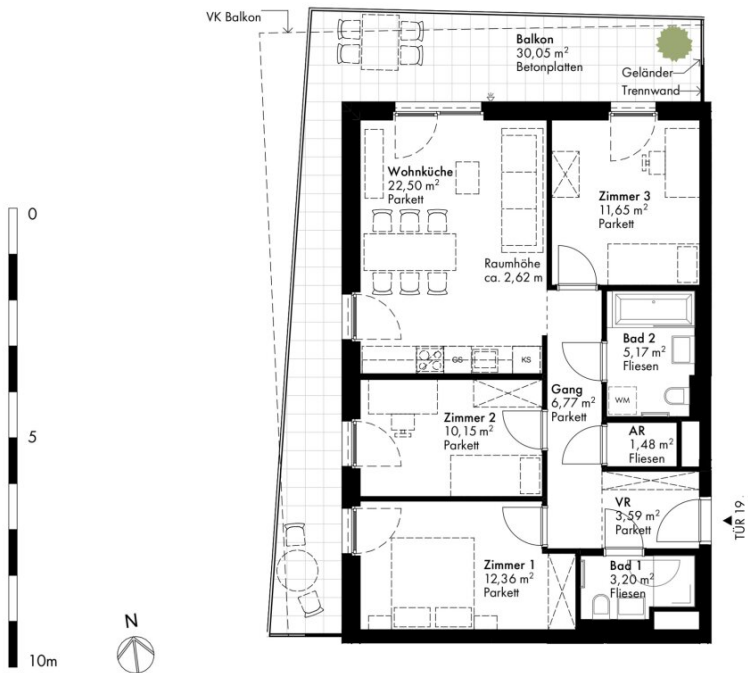 VK Balkon
Balkon
30,05 m²
Betonplatten
Geländer
Trennwand
0
Wohnküche
22,50 m²
Parkett
Zimmer 3
11,65 m²
Parkett
Raumhöhe
ca. 2,62 m
GS
KS
Bad 2
5,17 m²
Fliesen
WM
Gang
6,77 m²
Parkett
5
Zimmer 2
10,15 m²
Parkett
AR
1,48 m²
Fliesen
VR
3,59 m²
Parkett
TÜR 19.
Zimmer 1
12,36 m²
Parkett
Bad 1
3,20 m²
Fliesen
N
10m